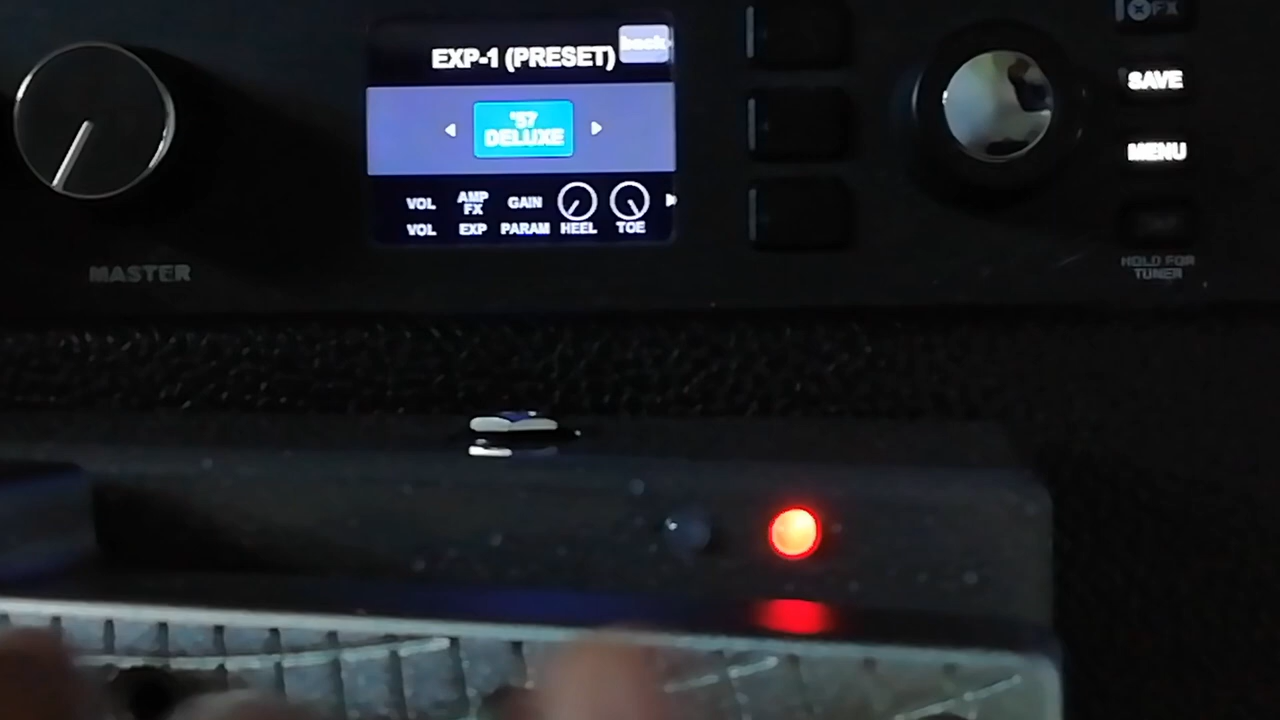 EXP-1 (PRESET)
back
'57
DELUXE
VOL
AMP
FX
GAIN
VOL
EXP
PARAM
HEEL
TOE
MASTER
FX
SAVE
MENU
HOLD FOR
TUNER